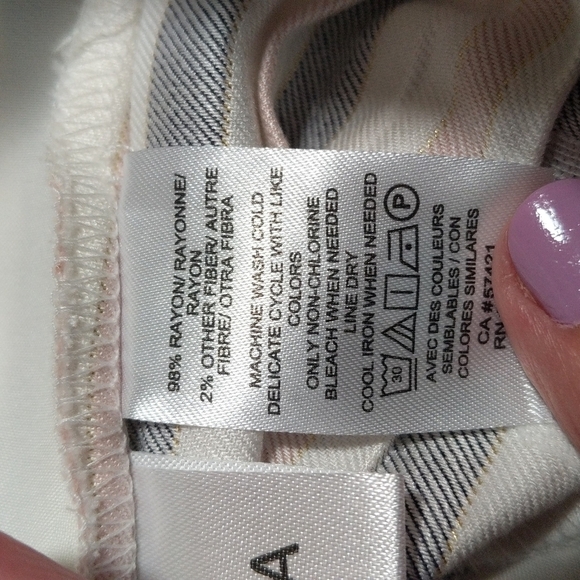 98% RAYON/ RAYONNE/
RAYON
2% OTHER FIBER/ AUTRE
FIBRE/ OTRA FIBRA
MACHINE WASH COLD
DELICATE CYCLE WITH LIKE
COLORS
ONLY NON-CHLORINE
BLEACH WHEN NEEDED
LINE DRY
COOL IRON WHEN NEEDED
30 P
AVEC DES COULEURS
SEMBLABLES / CON
COLORES SIMILARES
CA #57421
RN
A